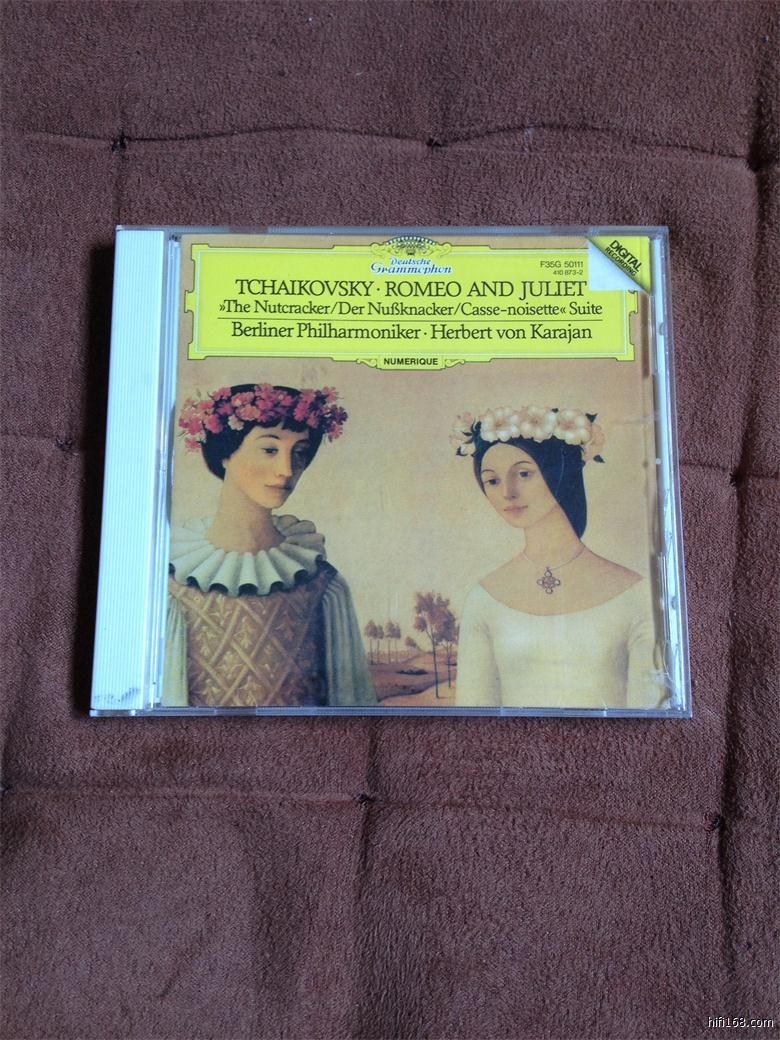 Deutsche
Grammophon
F35G 50111
410 873-2
DIGITAL
RECORDING
TCHAIKOVSKY · ROMEO AND JULIET
»The Nutcracker/Der Nußknacker/Casse-noisette« Suite
Berliner Philharmoniker · Herbert von Karajan
NUMERIQUE
hifi168.com